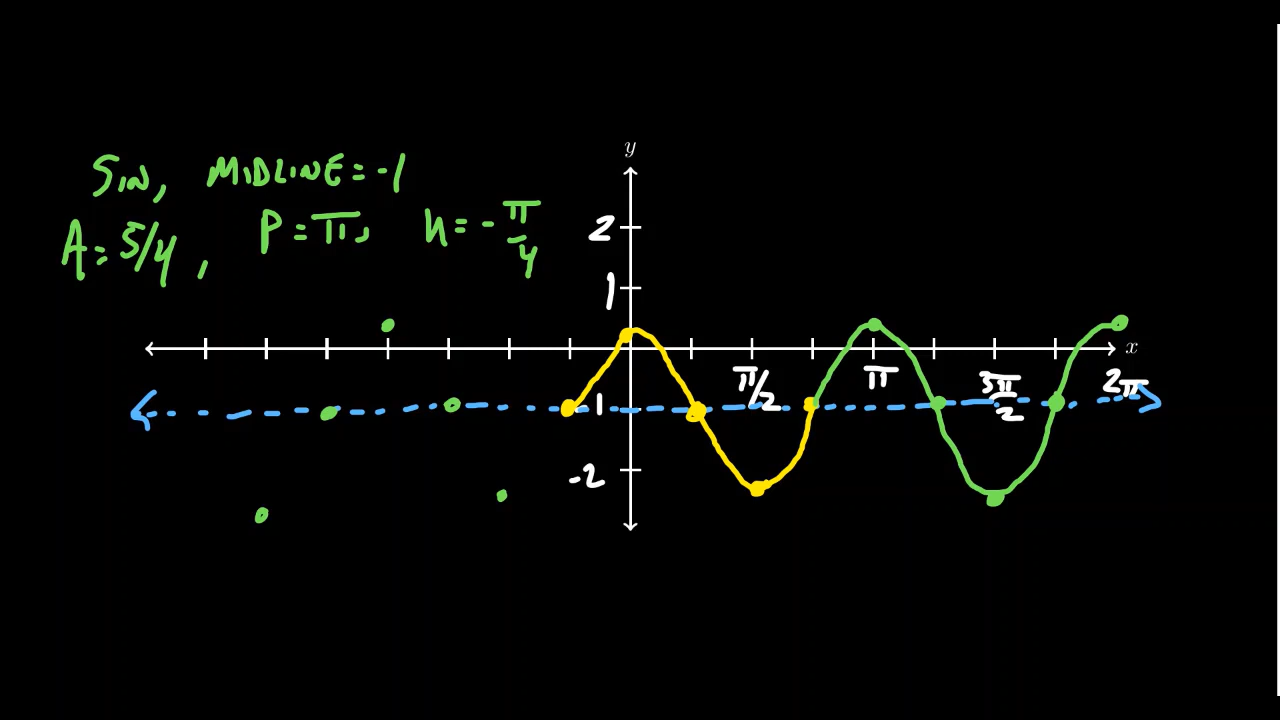 Sin, MIDLINE = -1
A = 5/4, P = π, h = -π/4
y
2
1
x
π/2
π
3π/2
2π
-1
-2